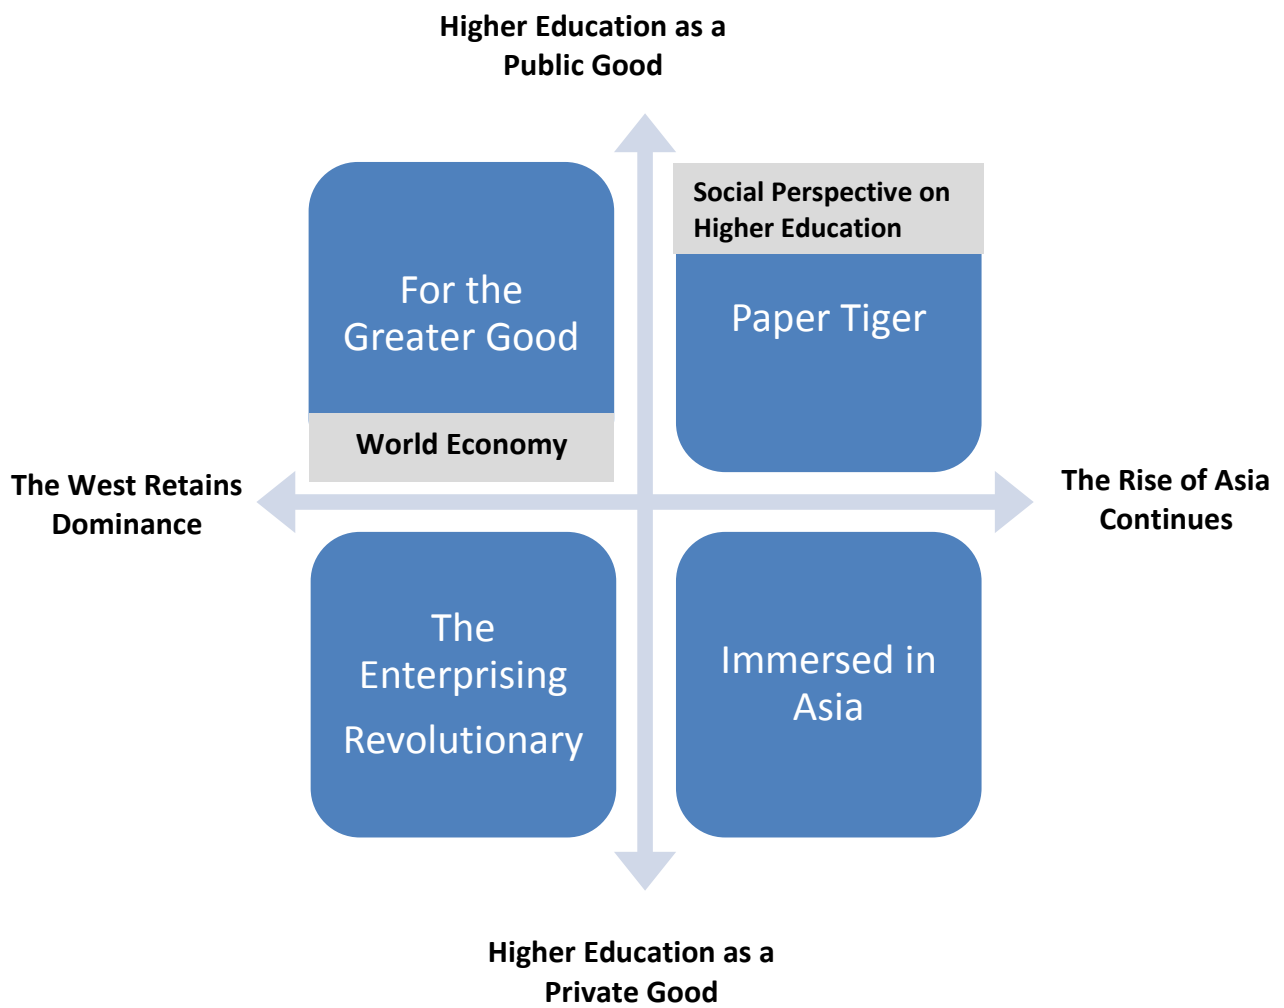 Higher Education as a
Public Good
Social Perspective on
Higher Education
For the
Greater Good
Paper Tiger
World Economy
The West Retains
Dominance
The Rise of Asia
Continues
The
Enterprising
Revolutionary
Immersed in
Asia
Higher Education as a
Private Good